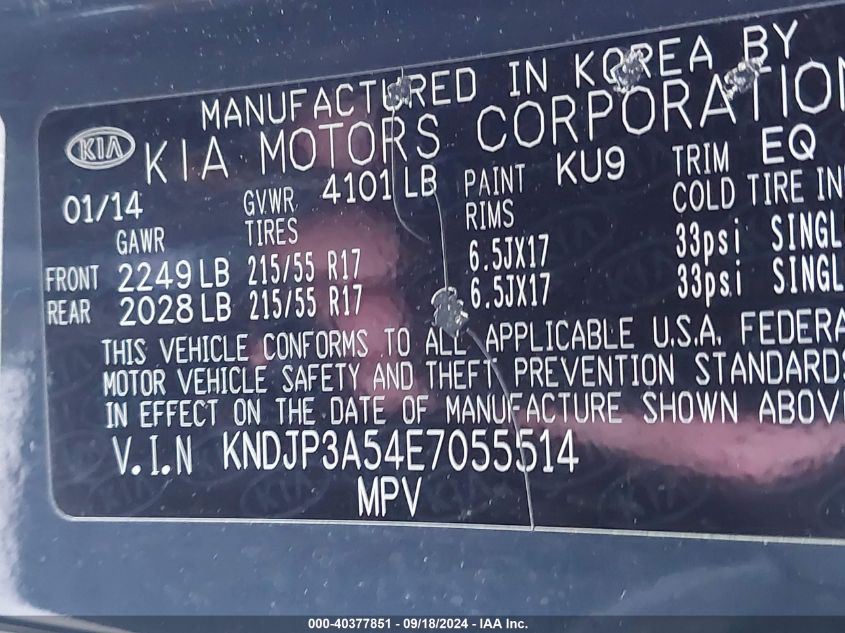 MANUFACTURED IN KOREA BY
KIA KIA MOTORS CORPORATION
01/14 GVWR 4101 LB PAINT KU9 TRIM EQ
GAWR TIRES RIMS COLD TIRE IN
FRONT 2249 LB 215/55 R17 6.5JX17 33psi SINGL
REAR 2028 LB 215/55 R17 6.5JX17 33psi SINGL
THIS VEHICLE CONFORMS TO ALL APPLICABLE U.S.A. FEDERA
MOTOR VEHICLE SAFETY AND THEFT PREVENTION STANDARDS
IN EFFECT ON THE DATE OF MANUFACTURE SHOWN ABOVE
V.I.N KNDJP3A54E7055514
MPV
000-40377851 - 09/18/2024 - IAA Inc.